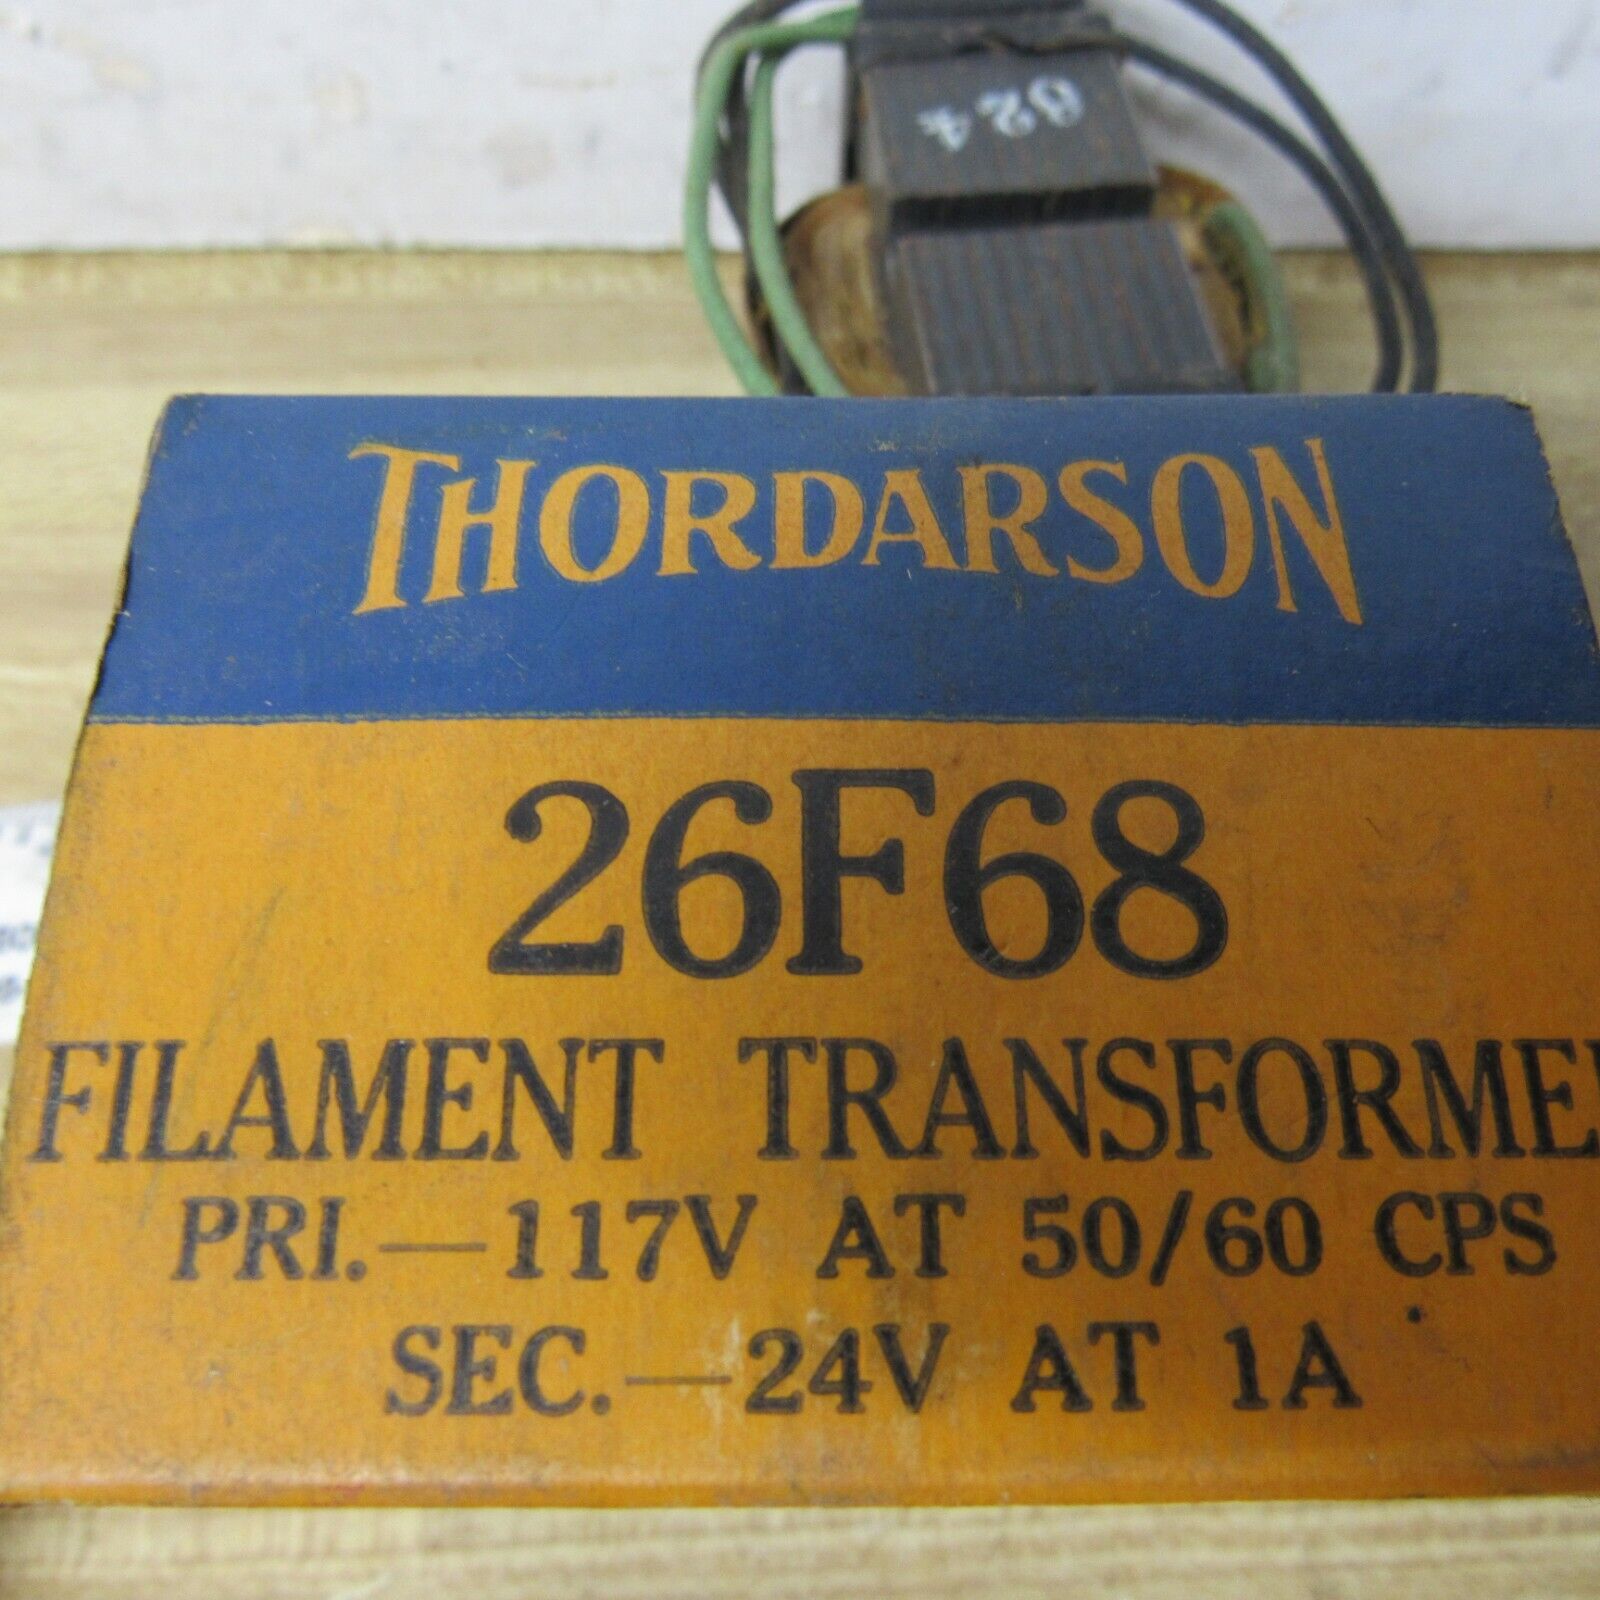 824
THORDARSON
26F68
FILAMENT TRANSFORME
PRI.—117V AT 50/60 CPS
SEC.—24V AT 1A